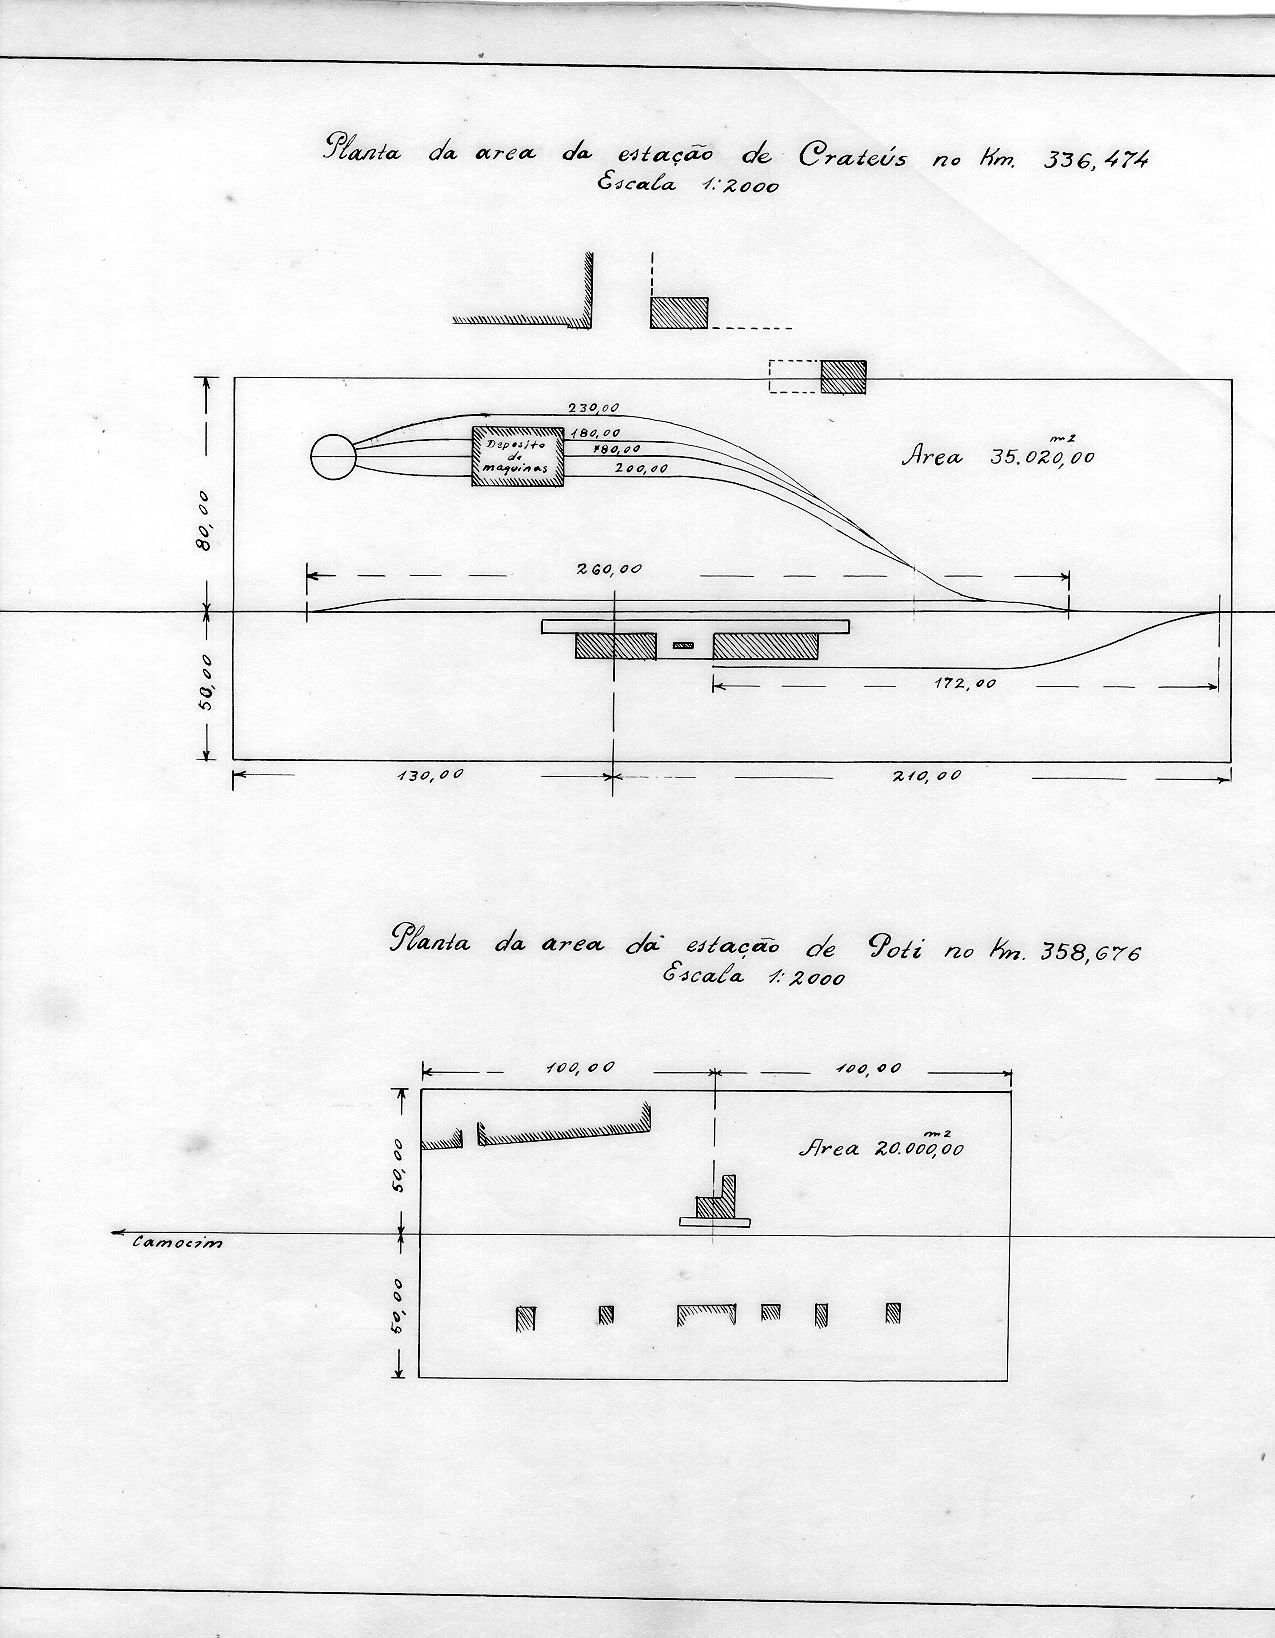 Planta da area da estação de Crateús no Km. 336,474
Escala 1:2000
230,00
180,00
180,00
200,00
Deposito
de
maquinas
m2
Area 35.020,00
80,00
260,00
50,00
172,00
130,00
210,00
Planta da area da estação de Poti no Km. 358,676
Escala 1:2000
100,00
100,00
m2
Area 20.000,00
50,00
Camocim
50,00